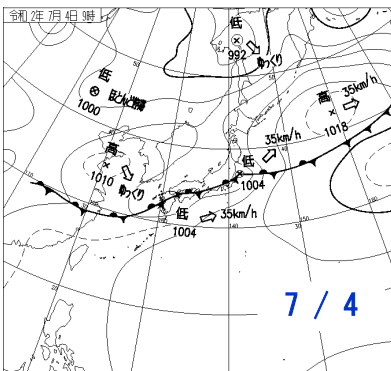 令和 2年 7月 4日 9時
低
992
ゆっくり
低
ほとんど停滞
1000
高
35km/h
1018
高
1010
ゆっくり
35km/h
低
1004
低
35km/h
1004
140
7 / 4